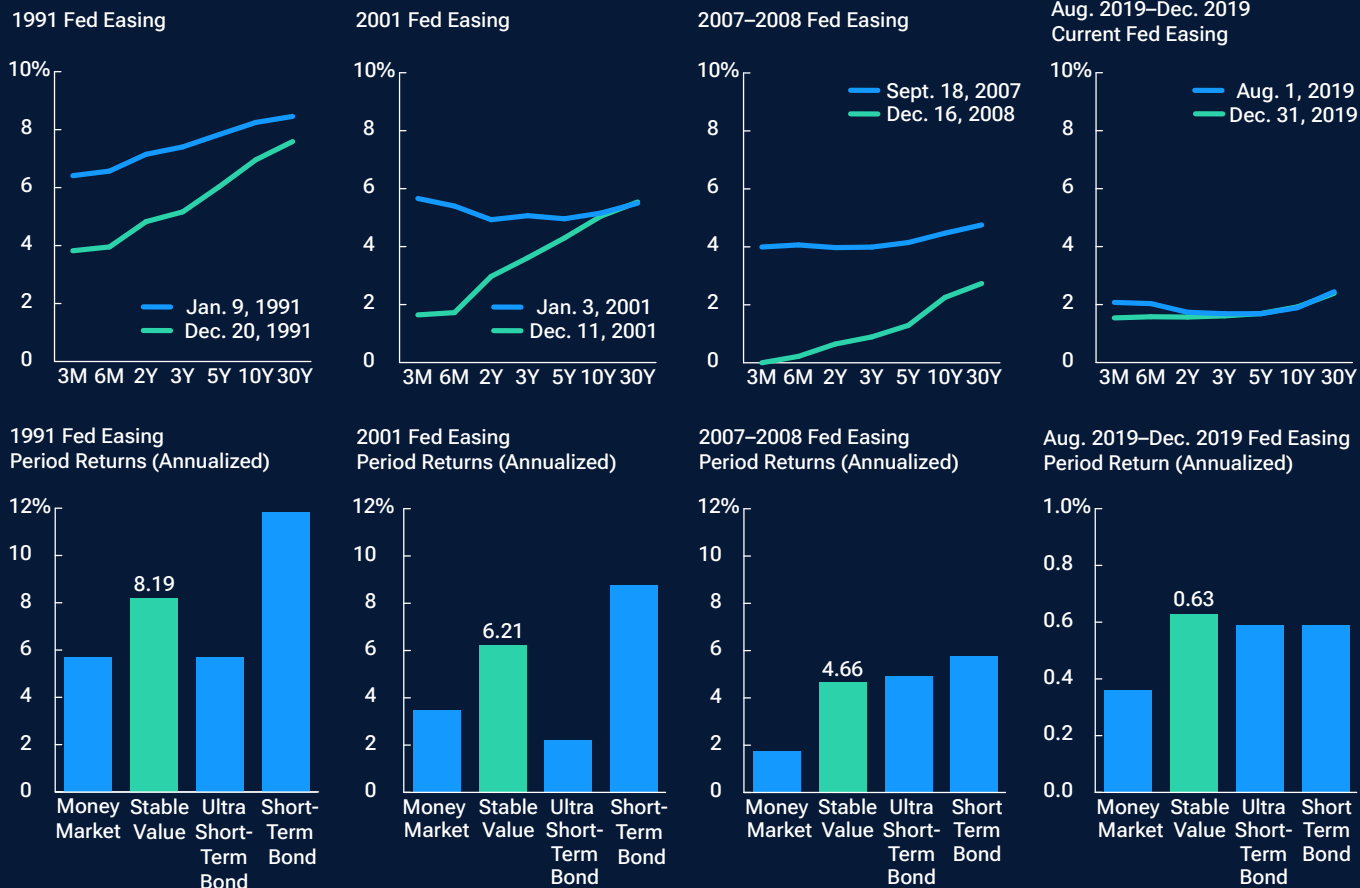 1991 Fed Easing
10%
8
6
4
2
0
Jan. 9, 1991
Dec. 20, 1991
3M 6M 2Y 3Y 5Y 10Y 30Y
2001 Fed Easing
10%
8
6
4
2
0
Jan. 3, 2001
Dec. 11, 2001
3M 6M 2Y 3Y 5Y 10Y 30Y
2007–2008 Fed Easing
10%
8
6
4
2
0
Sept. 18, 2007
Dec. 16, 2008
3M 6M 2Y 3Y 5Y 10Y 30Y
Aug. 2019–Dec. 2019
Current Fed Easing
10%
8
6
4
2
0
Aug. 1, 2019
Dec. 31, 2019
3M 6M 2Y 3Y 5Y 10Y 30Y
1991 Fed Easing
Period Returns (Annualized)
12%
10
8
6
4
2
0
8.19
Money
Market
Stable
Value
Ultra
Short-
Term
Bond
Short-
Term
Bond
2001 Fed Easing
Period Returns (Annualized)
12%
10
8
6
4
2
0
6.21
Money
Market
Stable
Value
Ultra
Short-
Term
Bond
Short-
Term
Bond
2007–2008 Fed Easing
Period Returns (Annualized)
12%
10
8
6
4
2
0
4.66
Money
Market
Stable
Value
Ultra
Short-
Term
Bond
Short
Term
Bond
Aug. 2019–Dec. 2019 Fed Easing
Period Return (Annualized)
1.0%
0.8
0.6
0.4
0.2
0.0
0.63
Money
Market
Stable
Value
Ultra
Short-
Term
Bond
Short
Term
Bond